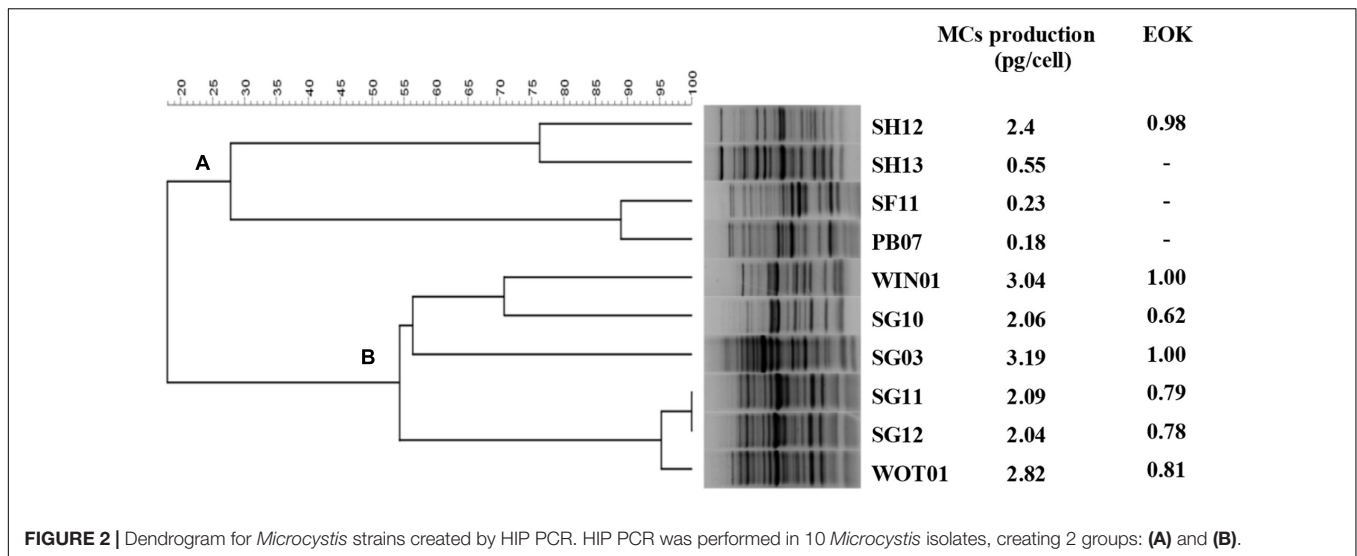 MCs production EOK
(pg/cell)
20 25 30 35 40 45 50 55 60 65 70 75 80 85 90 95 100
SH12 2.4 0.98
A
SH13 0.55 -
SF11 0.23 -
PB07 0.18 -
WIN01 3.04 1.00
SG10 2.06 0.62
B
SG03 3.19 1.00
SG11 2.09 0.79
SG12 2.04 0.78
WOT01 2.82 0.81
FIGURE 2 | Dendrogram for Microcystis strains created by HIP PCR. HIP PCR was performed in 10 Microcystis isolates, creating 2 groups: (A) and (B).